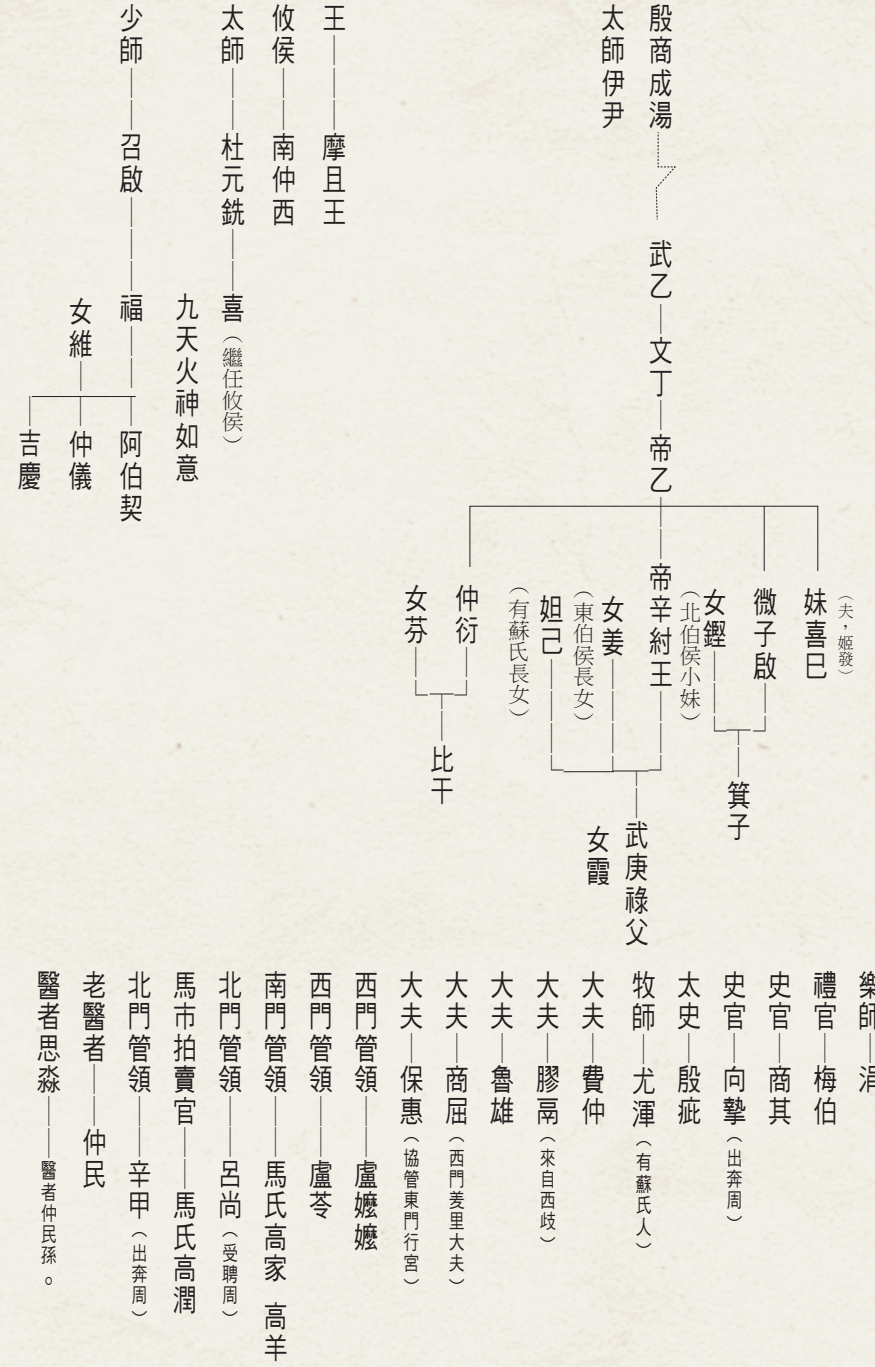 殷商成湯
武乙
文丁
帝乙
太師伊尹
（夫，姬發）
妹喜巳
微子啟
女鏗
（北伯侯小妹）
帝辛紂王
女姜
（東伯侯長女）
妲己
（有蘇氏長女）
仲衍
女芬
箕子
武庚祿父
女霞
比干
王——摩且王
攸侯——南仲西
太師——杜元銑——喜（繼任攸侯）
九天火神如意
少師——召啟——福
女維
阿伯契
仲儀
吉慶
樂師—涓
禮官—梅伯
史官—商其
史官—向摯（出奔周）
太史—殷疵
牧師—尤渾（有蘇氏人）
大夫—費仲
大夫—膠鬲（來自西歧）
大夫—魯雄
大夫—商屈（西門羑里大夫）
大夫—保惠（協管東門行宮）
西門管領——盧嬤嬤
西門管領——盧苓
南門管領——馬氏高家 高羊
北門管領——呂尚（受聘周）
馬市拍賣官——馬氏高潤
北門管領——辛甲（出奔周）
老醫者——仲民
醫者思淼——醫者仲民孫。